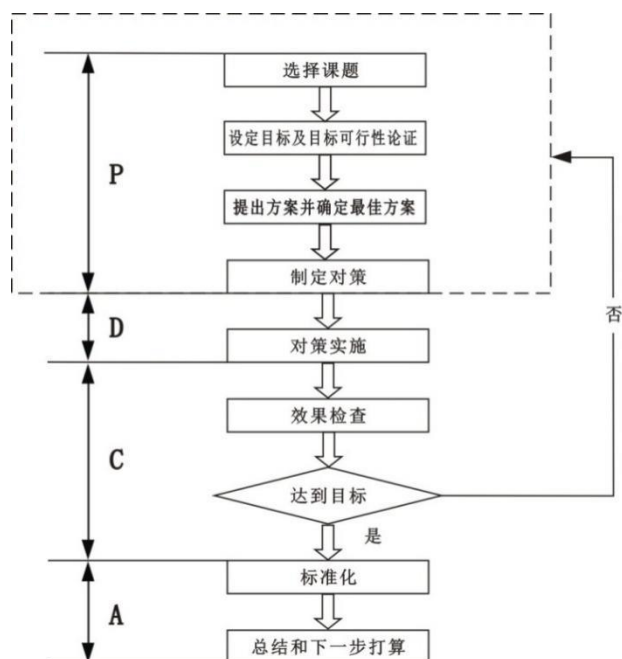 选择课题
设定目标及目标可行性论证
P
提出方案并确定最佳方案
制定对策
否
D
对策实施
效果检查
C
达到目标
是
标准化
A
总结和下一步打算